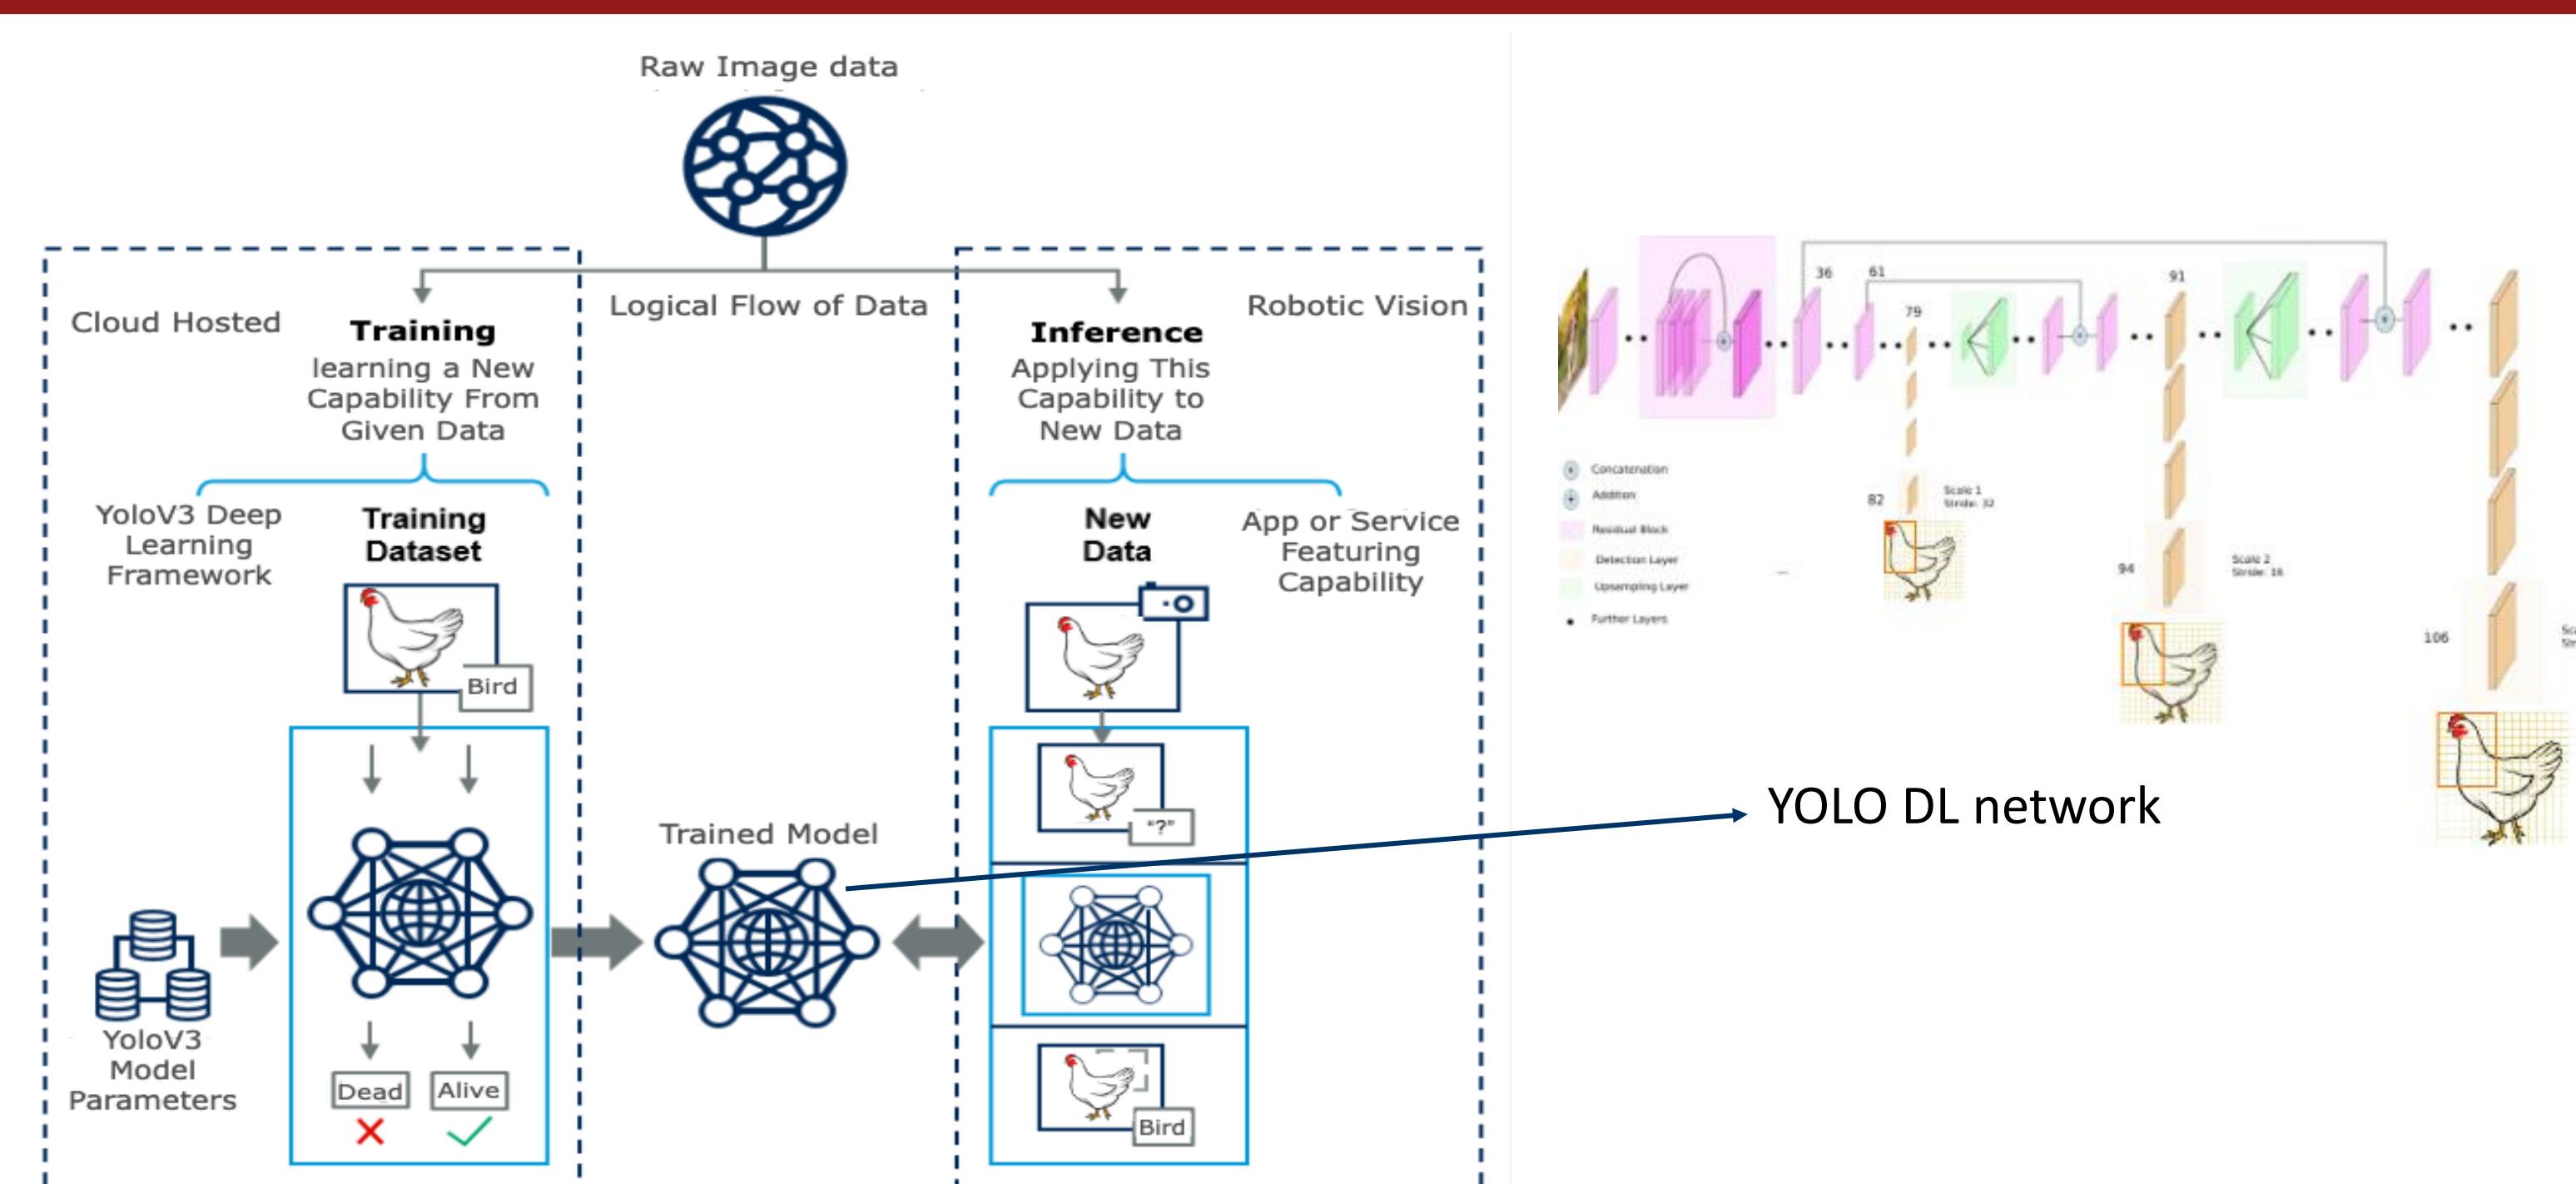 Raw Image data
Cloud Hosted
Training
learning a New
Capability From
Given Data
Logical Flow of Data
Inference
Applying This
Capability to
New Data
Robotic Vision
YoloV3 Deep
Learning
Framework
Training
Dataset
New
Data
App or Service
Featuring
Capability
Bird
"?"
Trained Model
YoloV3
Model
Parameters
Dead
Alive
Bird
36
61
79
91
Concatenation
Addition
Residual Block
Detection Layer
Upsampling Layer
Further Layers
82
Scale 1
Stride: 32
94
Scale 2
Stride: 16
106
YOLO DL network